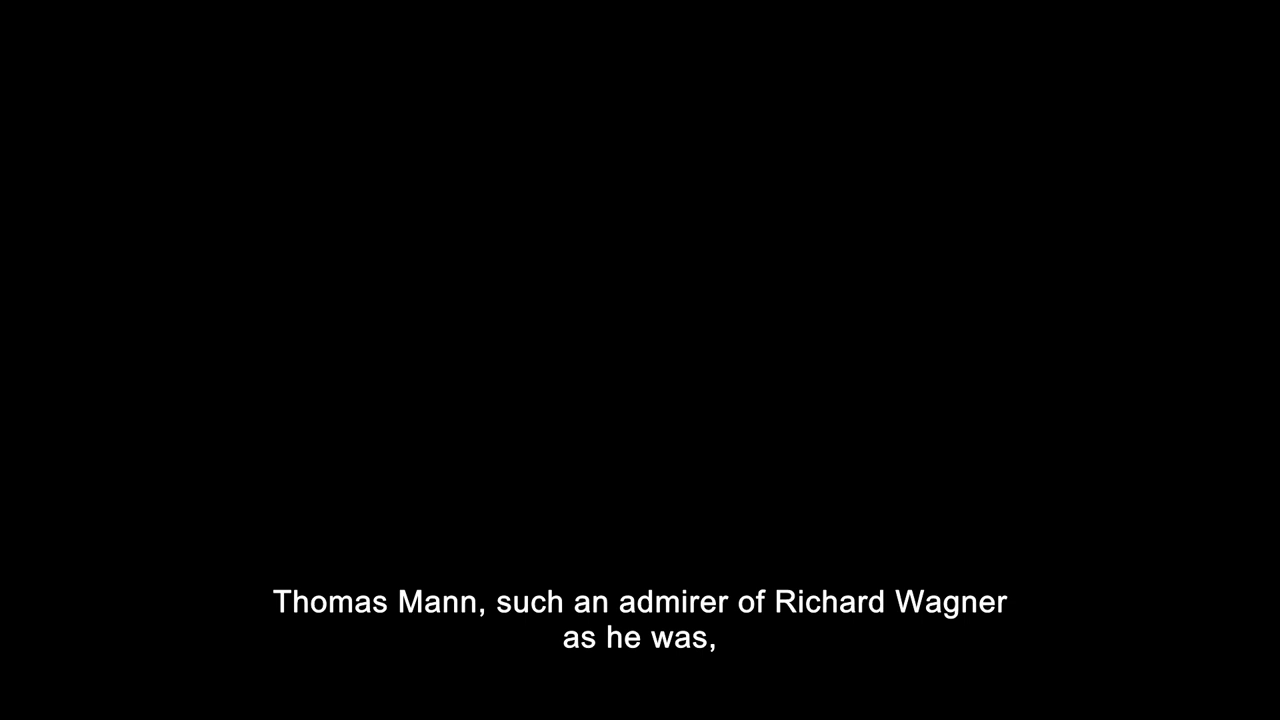 Thomas Mann, such an admirer of Richard Wagner
as he was,